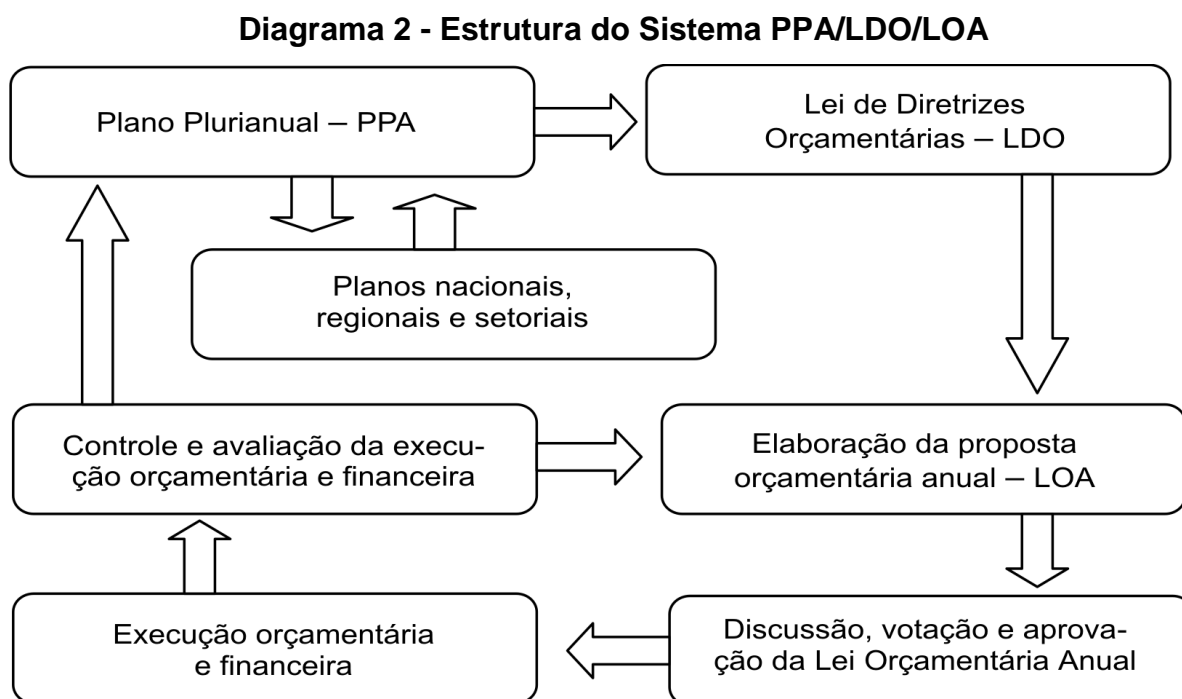 Diagrama 2 - Estrutura do Sistema PPA/LDO/LOA
Plano Plurianual – PPA
Lei de Diretrizes
Orçamentárias – LDO
Planos nacionais,
regionais e setoriais
Controle e avaliação da execu-
ção orçamentária e financeira
Elaboração da proposta
orçamentária anual – LOA
Execução orçamentária
e financeira
Discussão, votação e aprova-
ção da Lei Orçamentária Anual